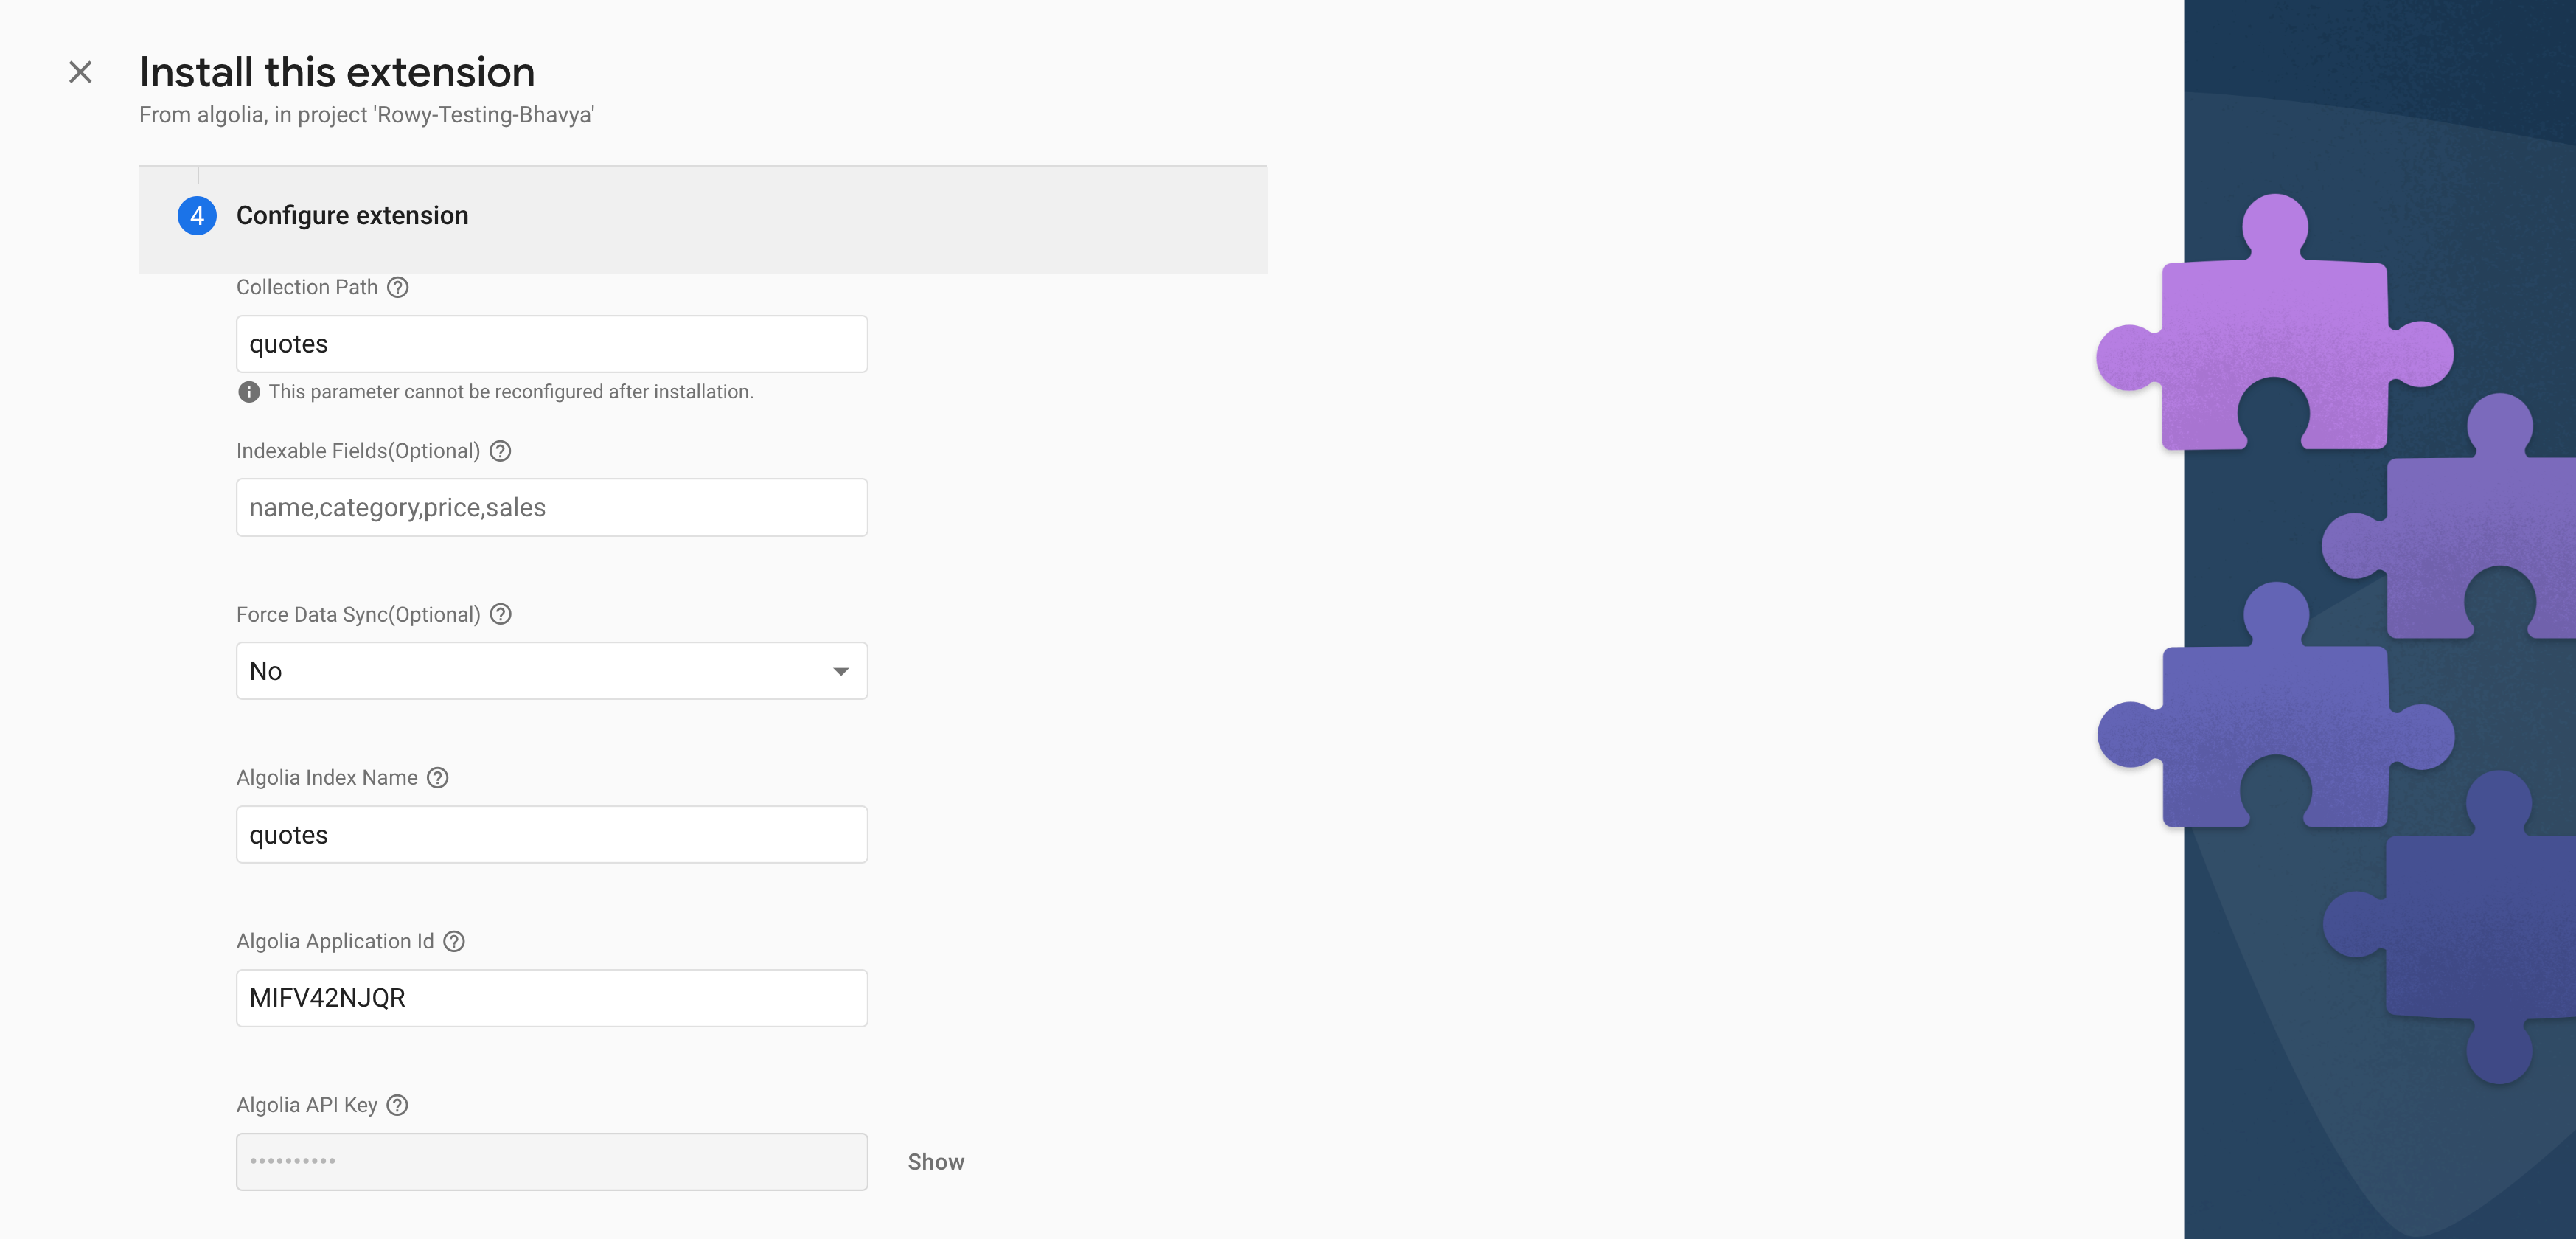 Install this extension
From algolia, in project 'Rowy-Testing-Bhavya'
4 Configure extension
Collection Path
quotes
This parameter cannot be reconfigured after installation.
Indexable Fields(Optional)
name,category,price,sales
Force Data Sync(Optional)
No
Algolia Index Name
quotes
Algolia Application Id
MIFV42NJQR
Algolia API Key
•••••••••• Show